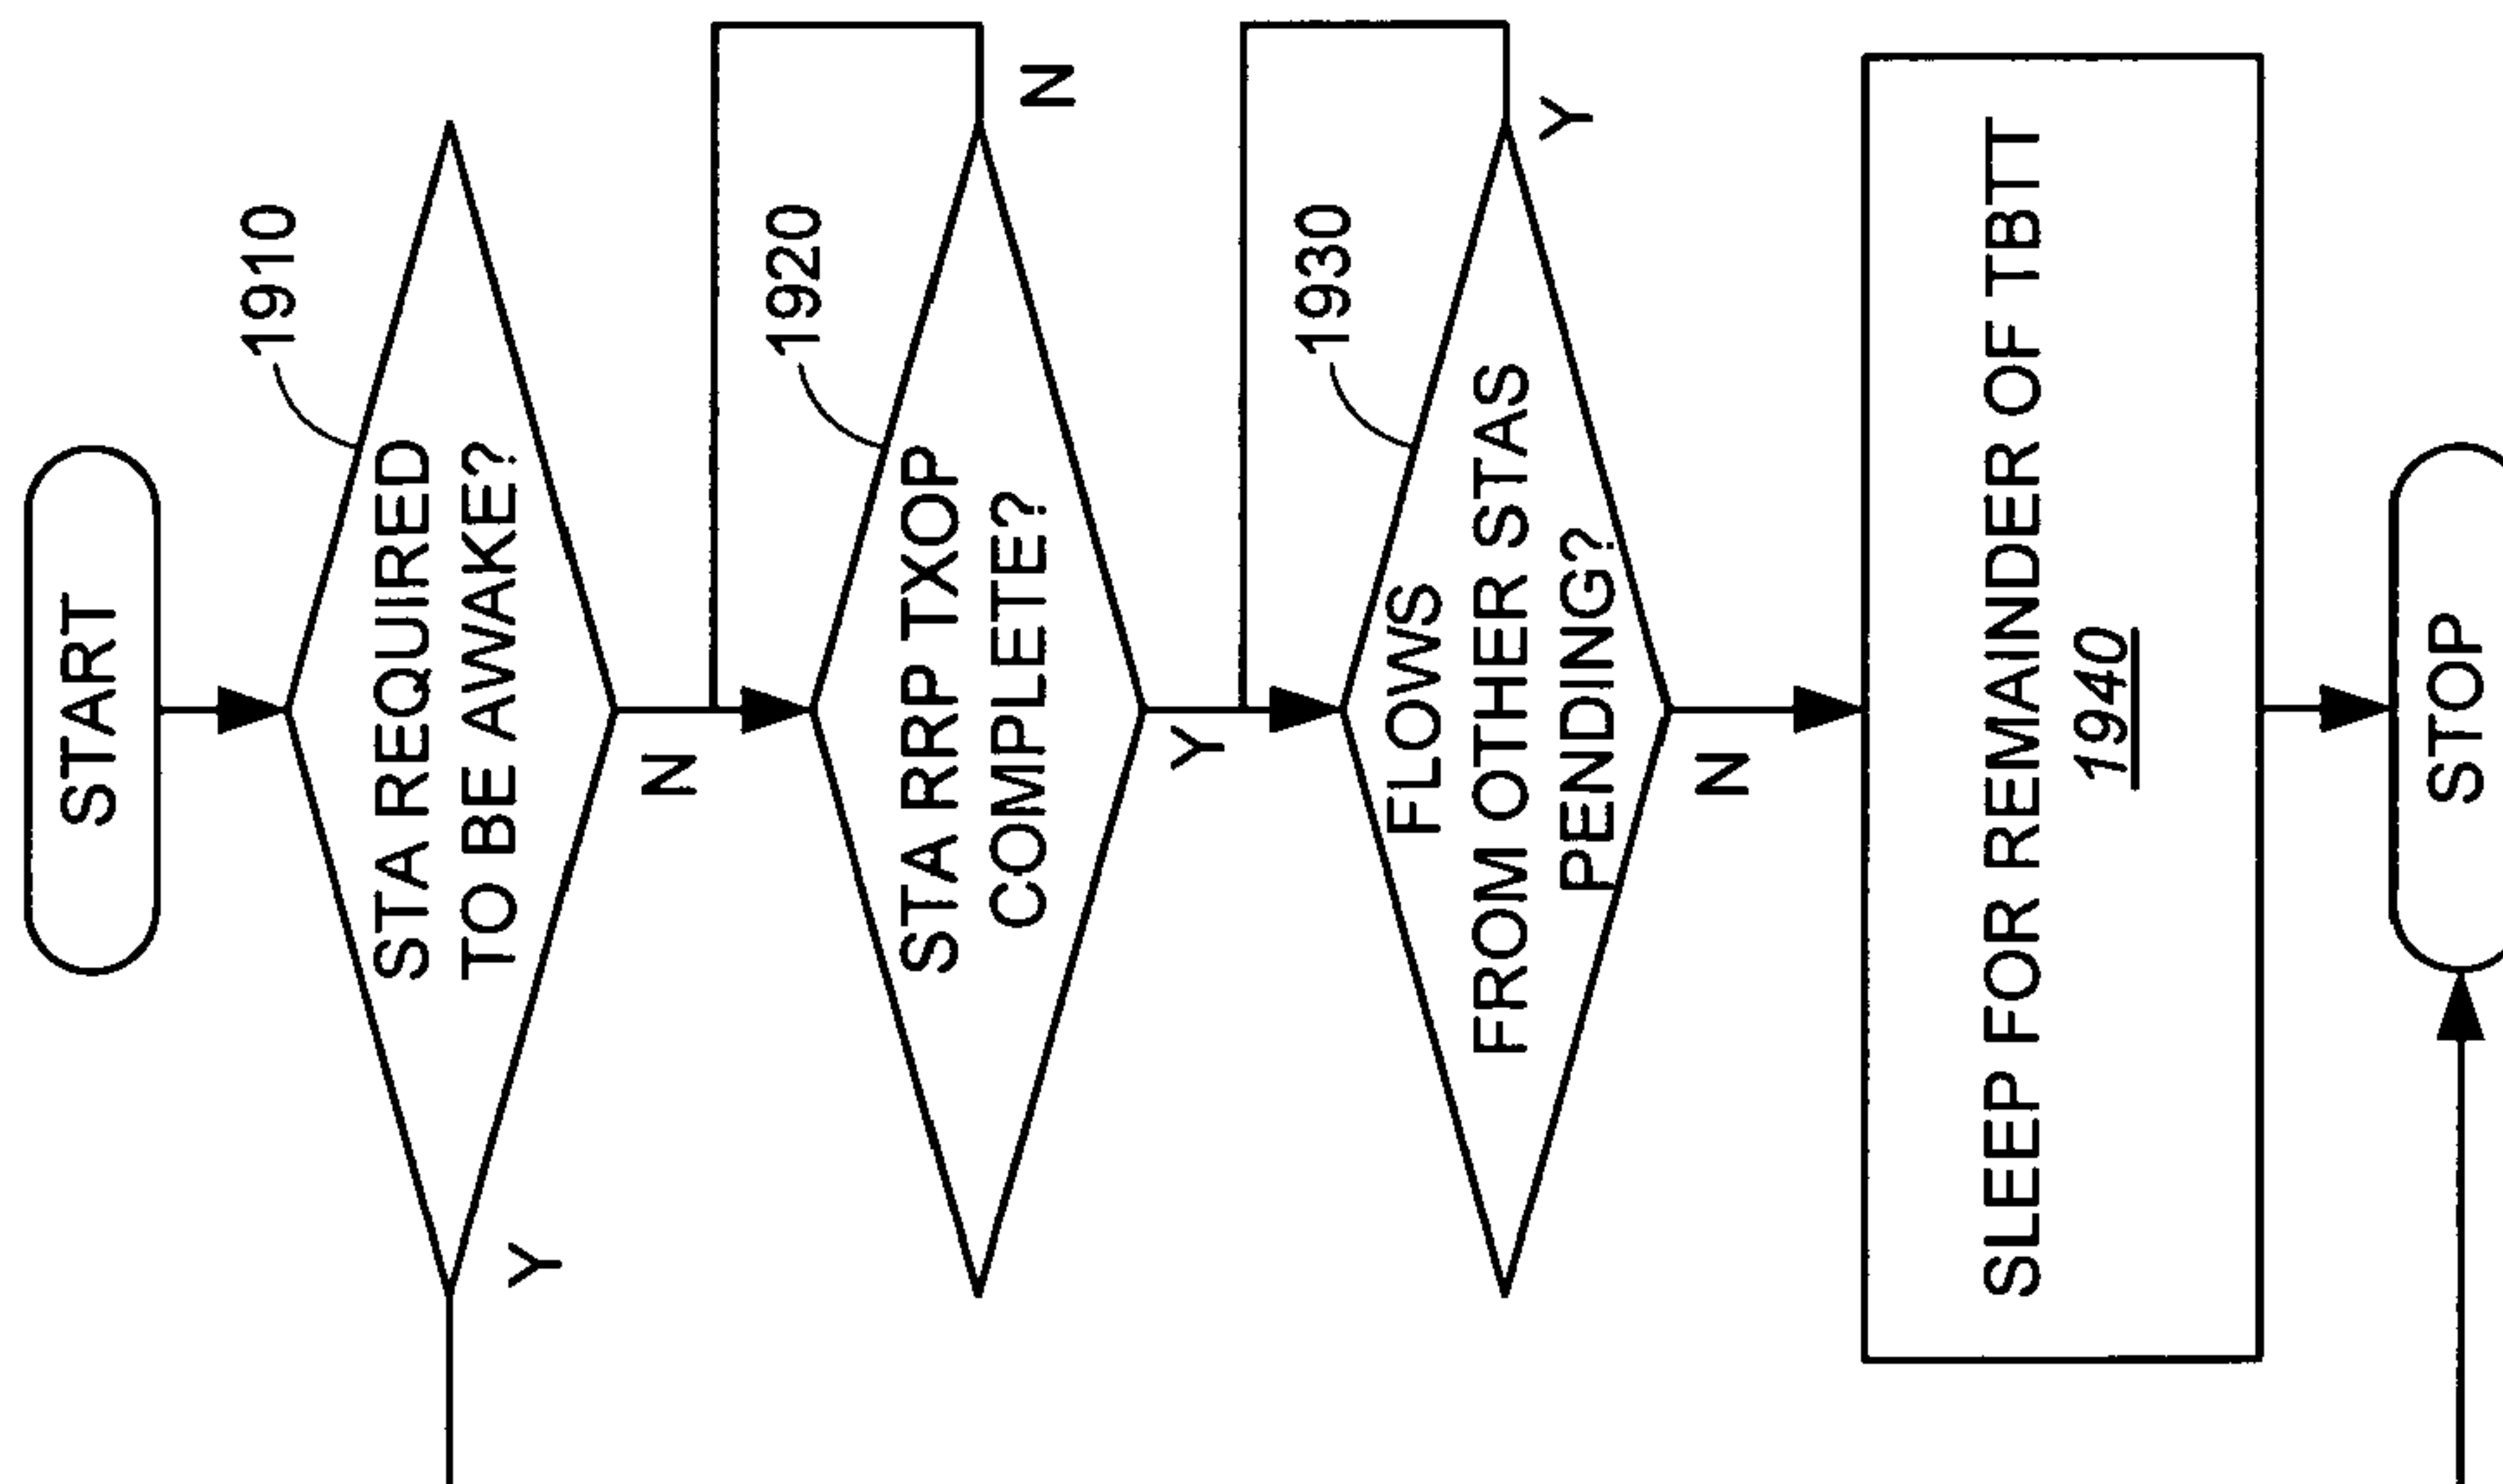 START
1910
STA REQUIRED
TO BE AWAKE?
Y
N
1920
STA RRP TXOP
COMPLETE?
N
Y
1930
FLOWS
FROM OTHER STAS
PENDING?
Y
N
SLEEP FOR REMAINDER OF TBTT
1940
STOP